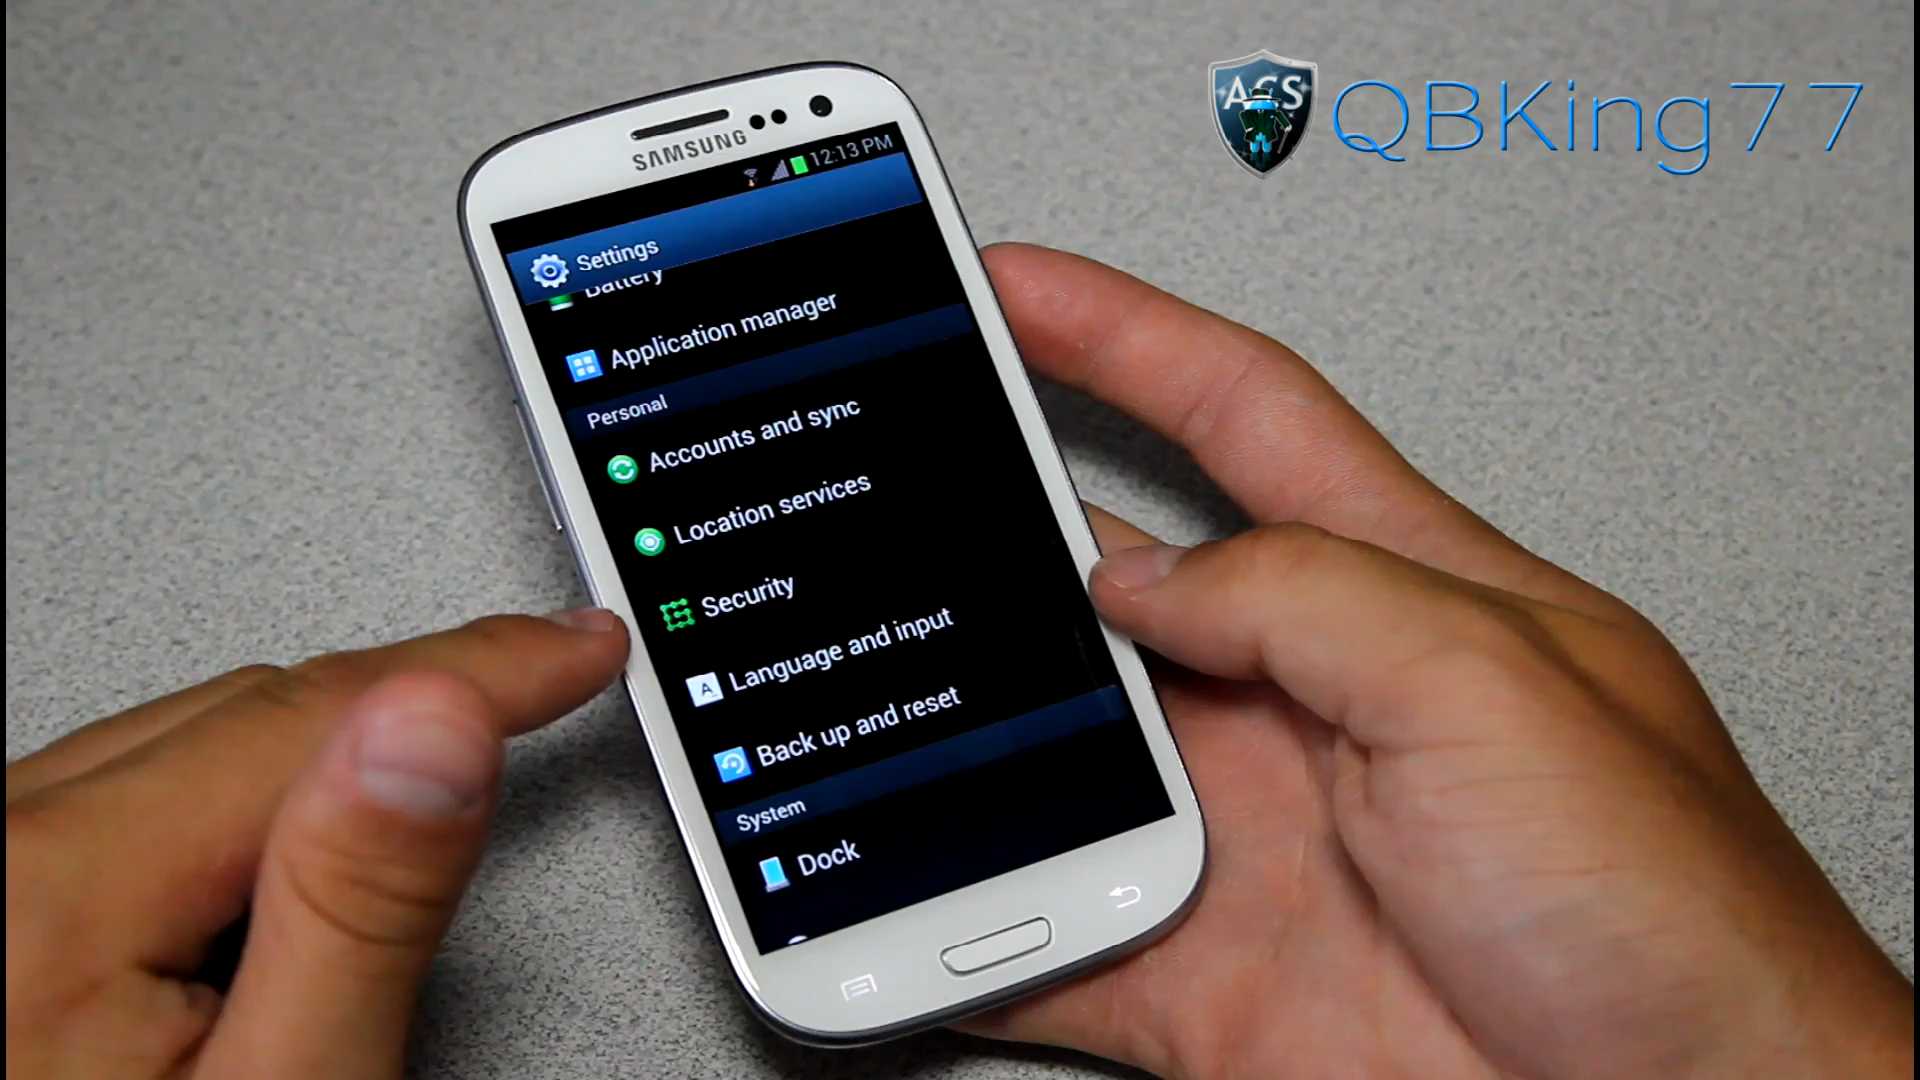 ACS
QBKing77
SAMSUNG
12:13 PM
Settings
Battery
Application manager
Personal
Accounts and sync
Location services
Security
A
Language and input
Back up and reset
System
Dock